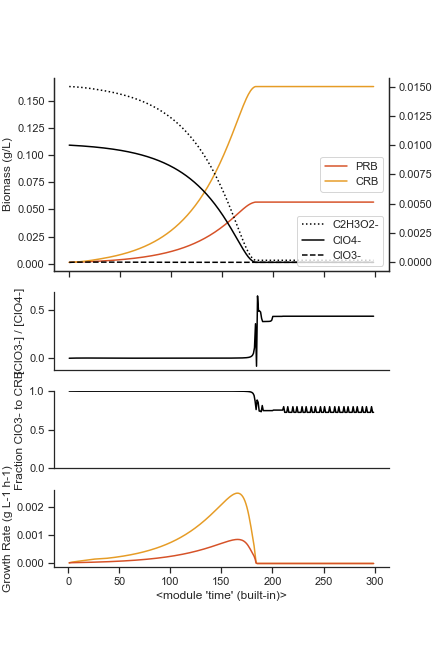 Biomass (g/L)
0.150
0.125
0.100
0.075
0.050
0.025
0.000
0.0150
0.0125
0.0100
0.0075
0.0050
0.0025
0.0000
PRB
CRB
C2H3O2-
ClO4-
ClO3-
[ClO3-] / [ClO4-]
0.5
0.0
Fraction ClO3- to CRB
1.0
0.5
0.0
Growth Rate (g L-1 h-1)
0.002
0.001
0.000
0
50
100
150
200
250
300
<module 'time' (built-in)>